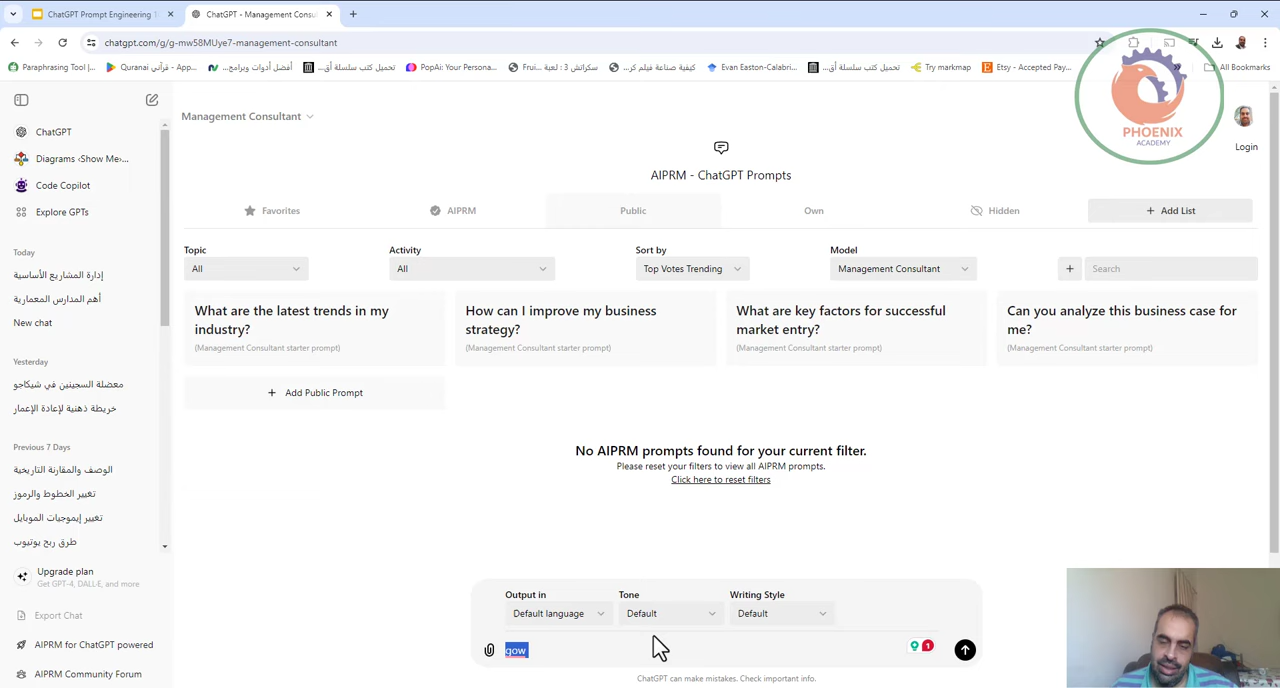 ChatGPT Prompt Engineering 1
ChatGPT - Management Consu
chatgpt.com/g/g-mw58MUye7-management-consultant
Paraphrasing Tool |...
Quranai - قرآني App...
أفضل أدوات وبرامج...
تحميل كتب سلسلة أق...
PopAi: Your persona...
سكراتش 3 : لعبة Frui...
كيفية صناعة فيلم كر...
Evan Easton-Calabri...
تحميل كتب سلسلة أق...
Try markmap
Etsy - Accepted Pay...
All Bookmarks
PHOENIX
ACADEMY
Login
ChatGPT
Diagrams ‹Show Me›...
Code Copilot
Explore GPTs
Today
إدارة المشاريع الأساسية
أهم المدارس المعمارية
New chat
Yesterday
معضلة السجينين في شيكاجو
خريطة ذهنية لإعادة الإعمار
Previous 7 Days
الوصف والمقارنة التاريخية
تغيير الخطوط والرموز
تغيير إيموجيات الموبايل
طرق ربح يوتيوب
Upgrade plan
Get GPT-4, DALL·E, and more
Export Chat
AIPRM for ChatGPT powered
AIPRM Community Forum
Management Consultant
AIPRM - ChatGPT Prompts
Favorites
AIPRM
Public
Own
Hidden
+ Add List
Topic
Activity
Sort by
Model
All
All
Top Votes Trending
Management Consultant
+
Search
What are the latest trends in my
industry?
(Management Consultant starter prompt)
How can I improve my business
strategy?
(Management Consultant starter prompt)
What are key factors for successful
market entry?
(Management Consultant starter prompt)
Can you analyze this business case for
me?
(Management Consultant starter prompt)
+ Add Public Prompt
No AIPRM prompts found for your current filter.
Please reset your filters to view all AIPRM prompts.
Click here to reset filters
Output in
Tone
Writing Style
Default language
Default
Default
gow
1
ChatGPT can make mistakes. Check important info.